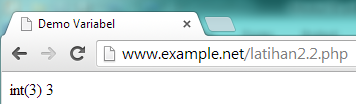 Demo Variabel
www.example.net/latihan2.2.php
int(3) 3